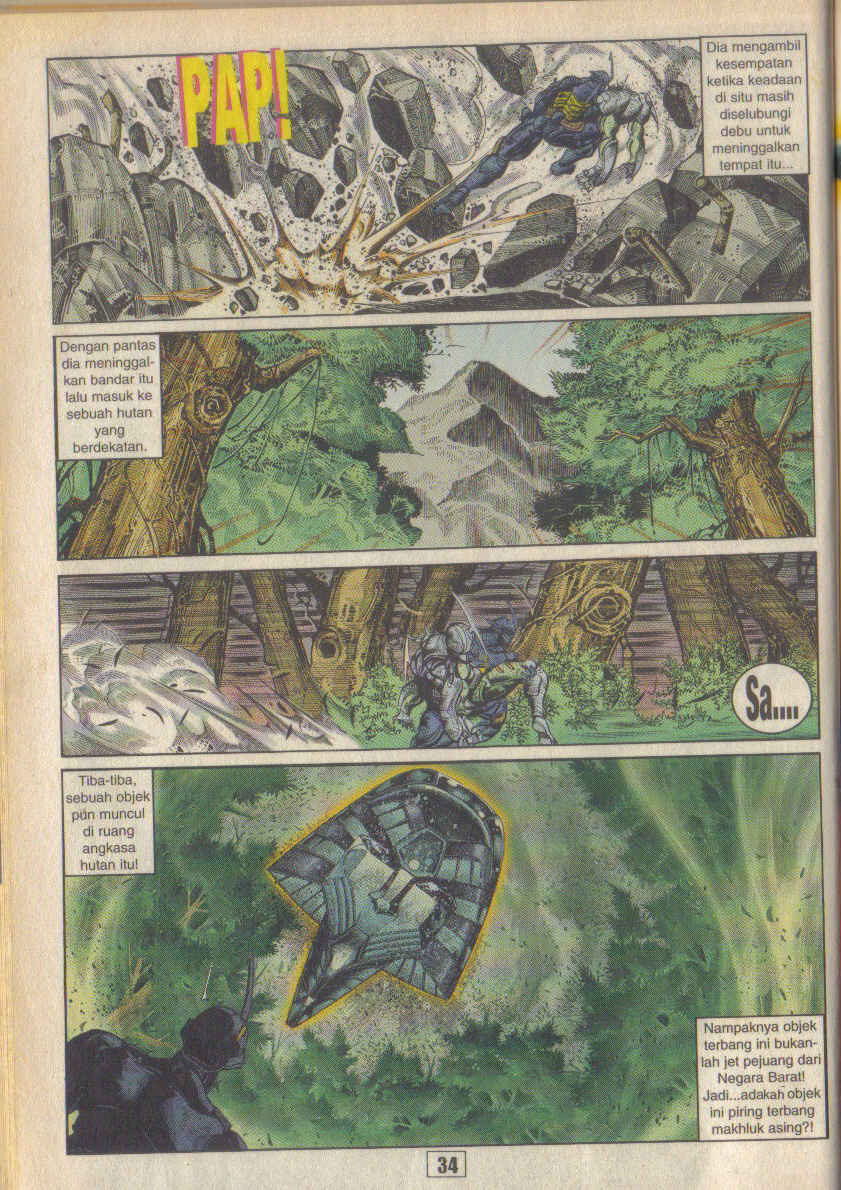 PAP!
Dia mengambil
kesempatan
ketika keadaan
di situ masih
diselubungi
debu untuk
meninggalkan
tempat itu...
Dengan pantas
dia meninggal-
kan bandar itu
lalu masuk ke
sebuah hutan
yang
berdekatan.
Sa....
Tiba-tiba,
sebuah objek
pun muncul
di ruang
angkasa
hutan itu!
Nampaknya objek
terbang ini bukan-
lah jet pejuang dari
Negara Barat!
Jadi...adakah objek
ini piring terbang
makhluk asing?!
34